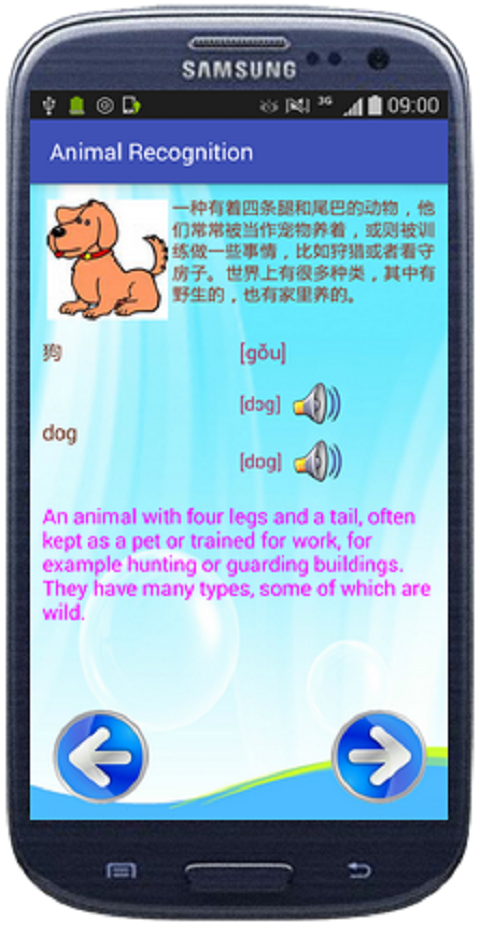 SAMSUNG
3G 09:00
Animal Recognition
一种有着四条腿和尾巴的动物，他
们常常被当作宠物养着，或则被训
练做一些事情，比如狩猎或者看守
房子。世界上有很多种类，其中有
野生的，也有家里养的。
狗 [gǒu]
[dɔg]
dog
[dɒg]
An animal with four legs and a tail, often
kept as a pet or trained for work, for
example hunting or guarding buildings.
They have many types, some of which are
wild.